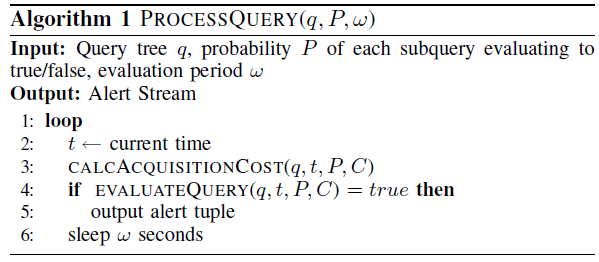 Algorithm 1 PROCESSQUERY(q, P, ω)
Input: Query tree q, probability P of each subquery evaluating to
true/false, evaluation period ω
Output: Alert Stream
1: loop
2: t ← current time
3: CALCACQUISITIONCOST(q, t, P, C)
4: if EVALUATEQUERY(q, t, P, C) = true then
5: output alert tuple
6: sleep ω seconds